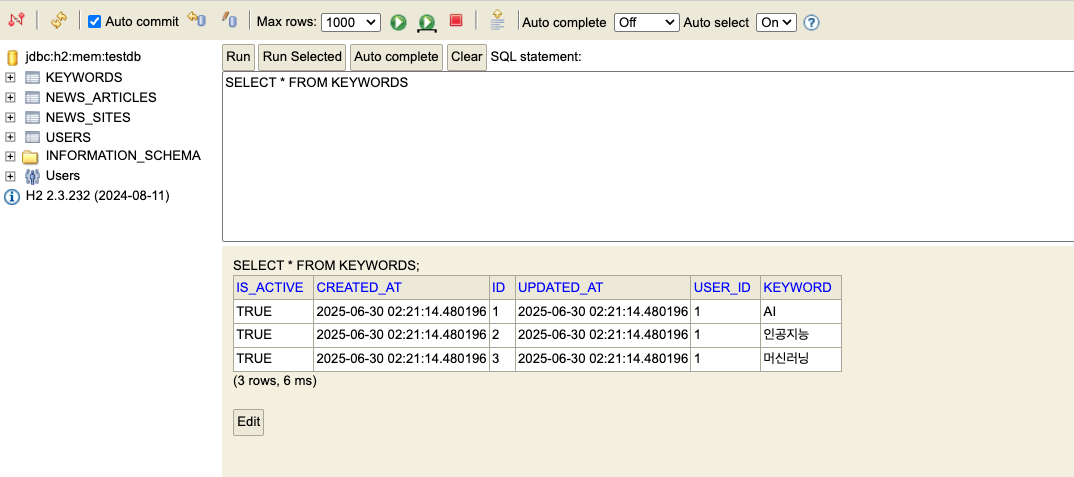 Auto commit Max rows: 1000 Auto complete Off Auto select On
jdbc:h2:mem:testdb
KEYWORDS
NEWS_ARTICLES
NEWS_SITES
USERS
INFORMATION_SCHEMA
Users
H2 2.3.232 (2024-08-11)
Run Run Selected Auto complete Clear SQL statement:
SELECT * FROM KEYWORDS
SELECT * FROM KEYWORDS;
IS_ACTIVE CREATED_AT ID UPDATED_AT USER_ID KEYWORD
TRUE 2025-06-30 02:21:14.480196 1 2025-06-30 02:21:14.480196 1 AI
TRUE 2025-06-30 02:21:14.480196 2 2025-06-30 02:21:14.480196 1 인공지능
TRUE 2025-06-30 02:21:14.480196 3 2025-06-30 02:21:14.480196 1 머신러닝
(3 rows, 6 ms)
Edit